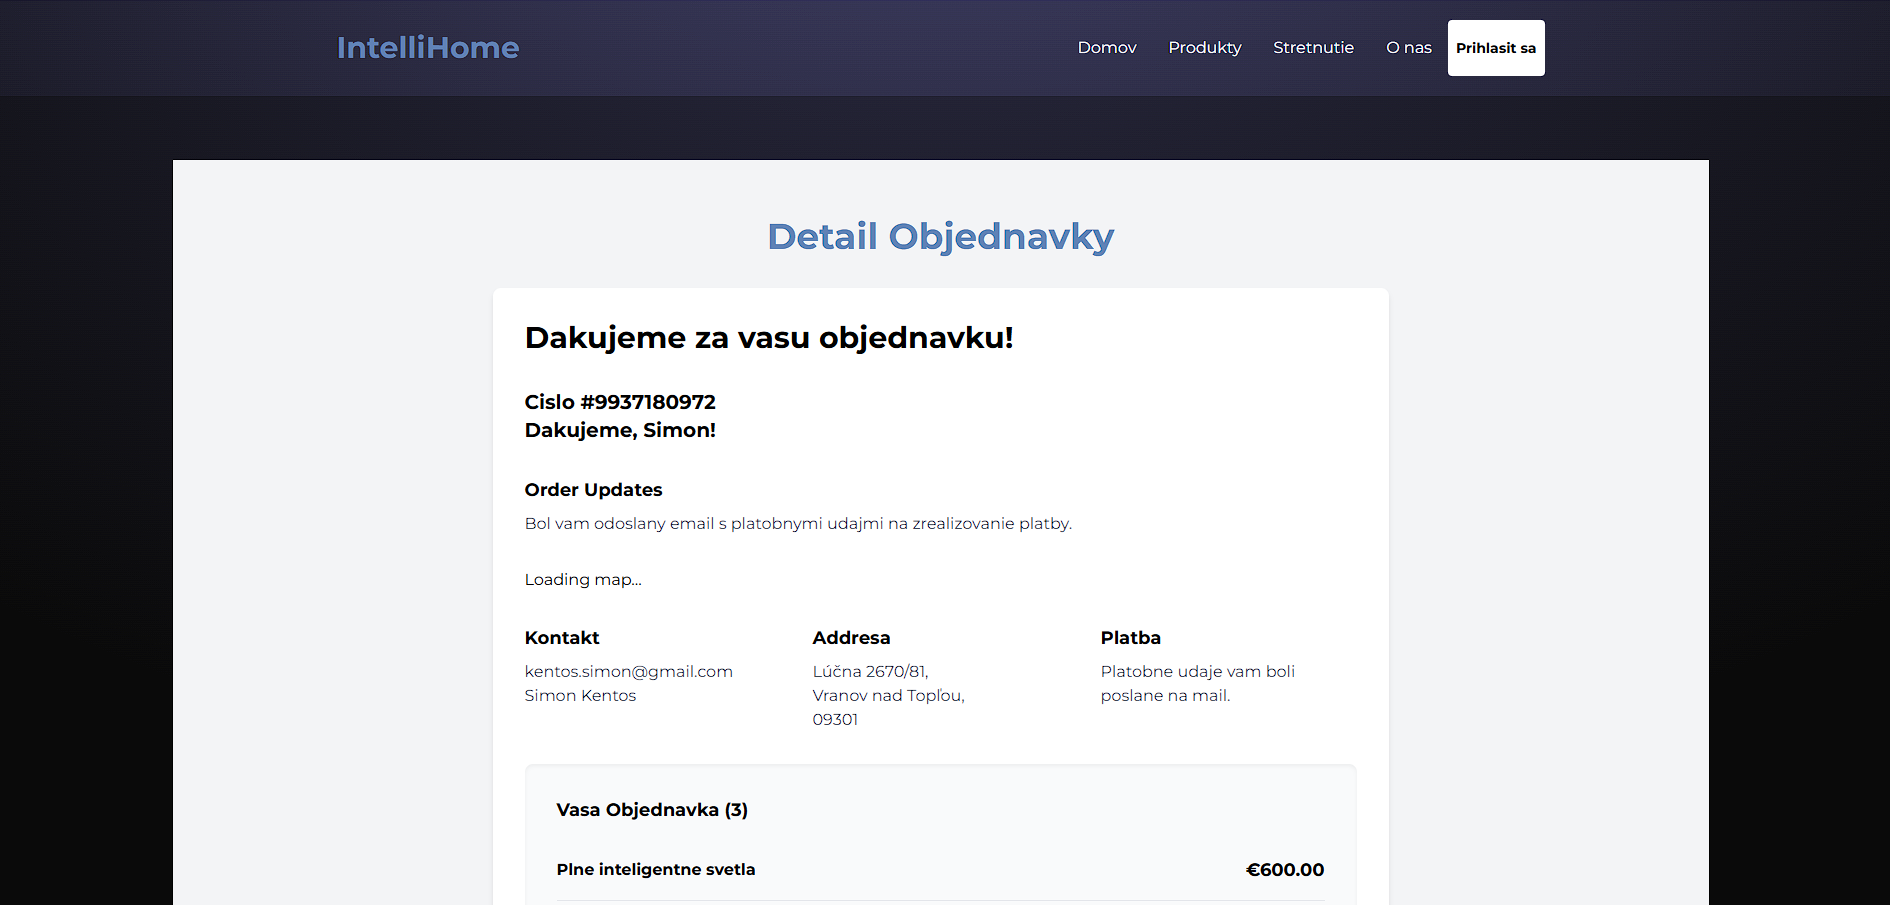 IntelliHome
Domov Produkty Stretnutie O nas Prihlasit sa
Detail Objednavky
Dakujeme za vasu objednavku!
Cislo #9937180972
Dakujeme, Simon!
Order Updates
Bol vam odoslany email s platobnymi udajmi na zrealizovanie platby.
Loading map...
Kontakt
kentos.simon@gmail.com
Simon Kentos
Addresa
Lúčna 2670/81,
Vranov nad Topľou,
09301
Platba
Platobne udaje vam boli
poslane na mail.
Vasa Objednavka (3)
Plne inteligentne svetla €600.00